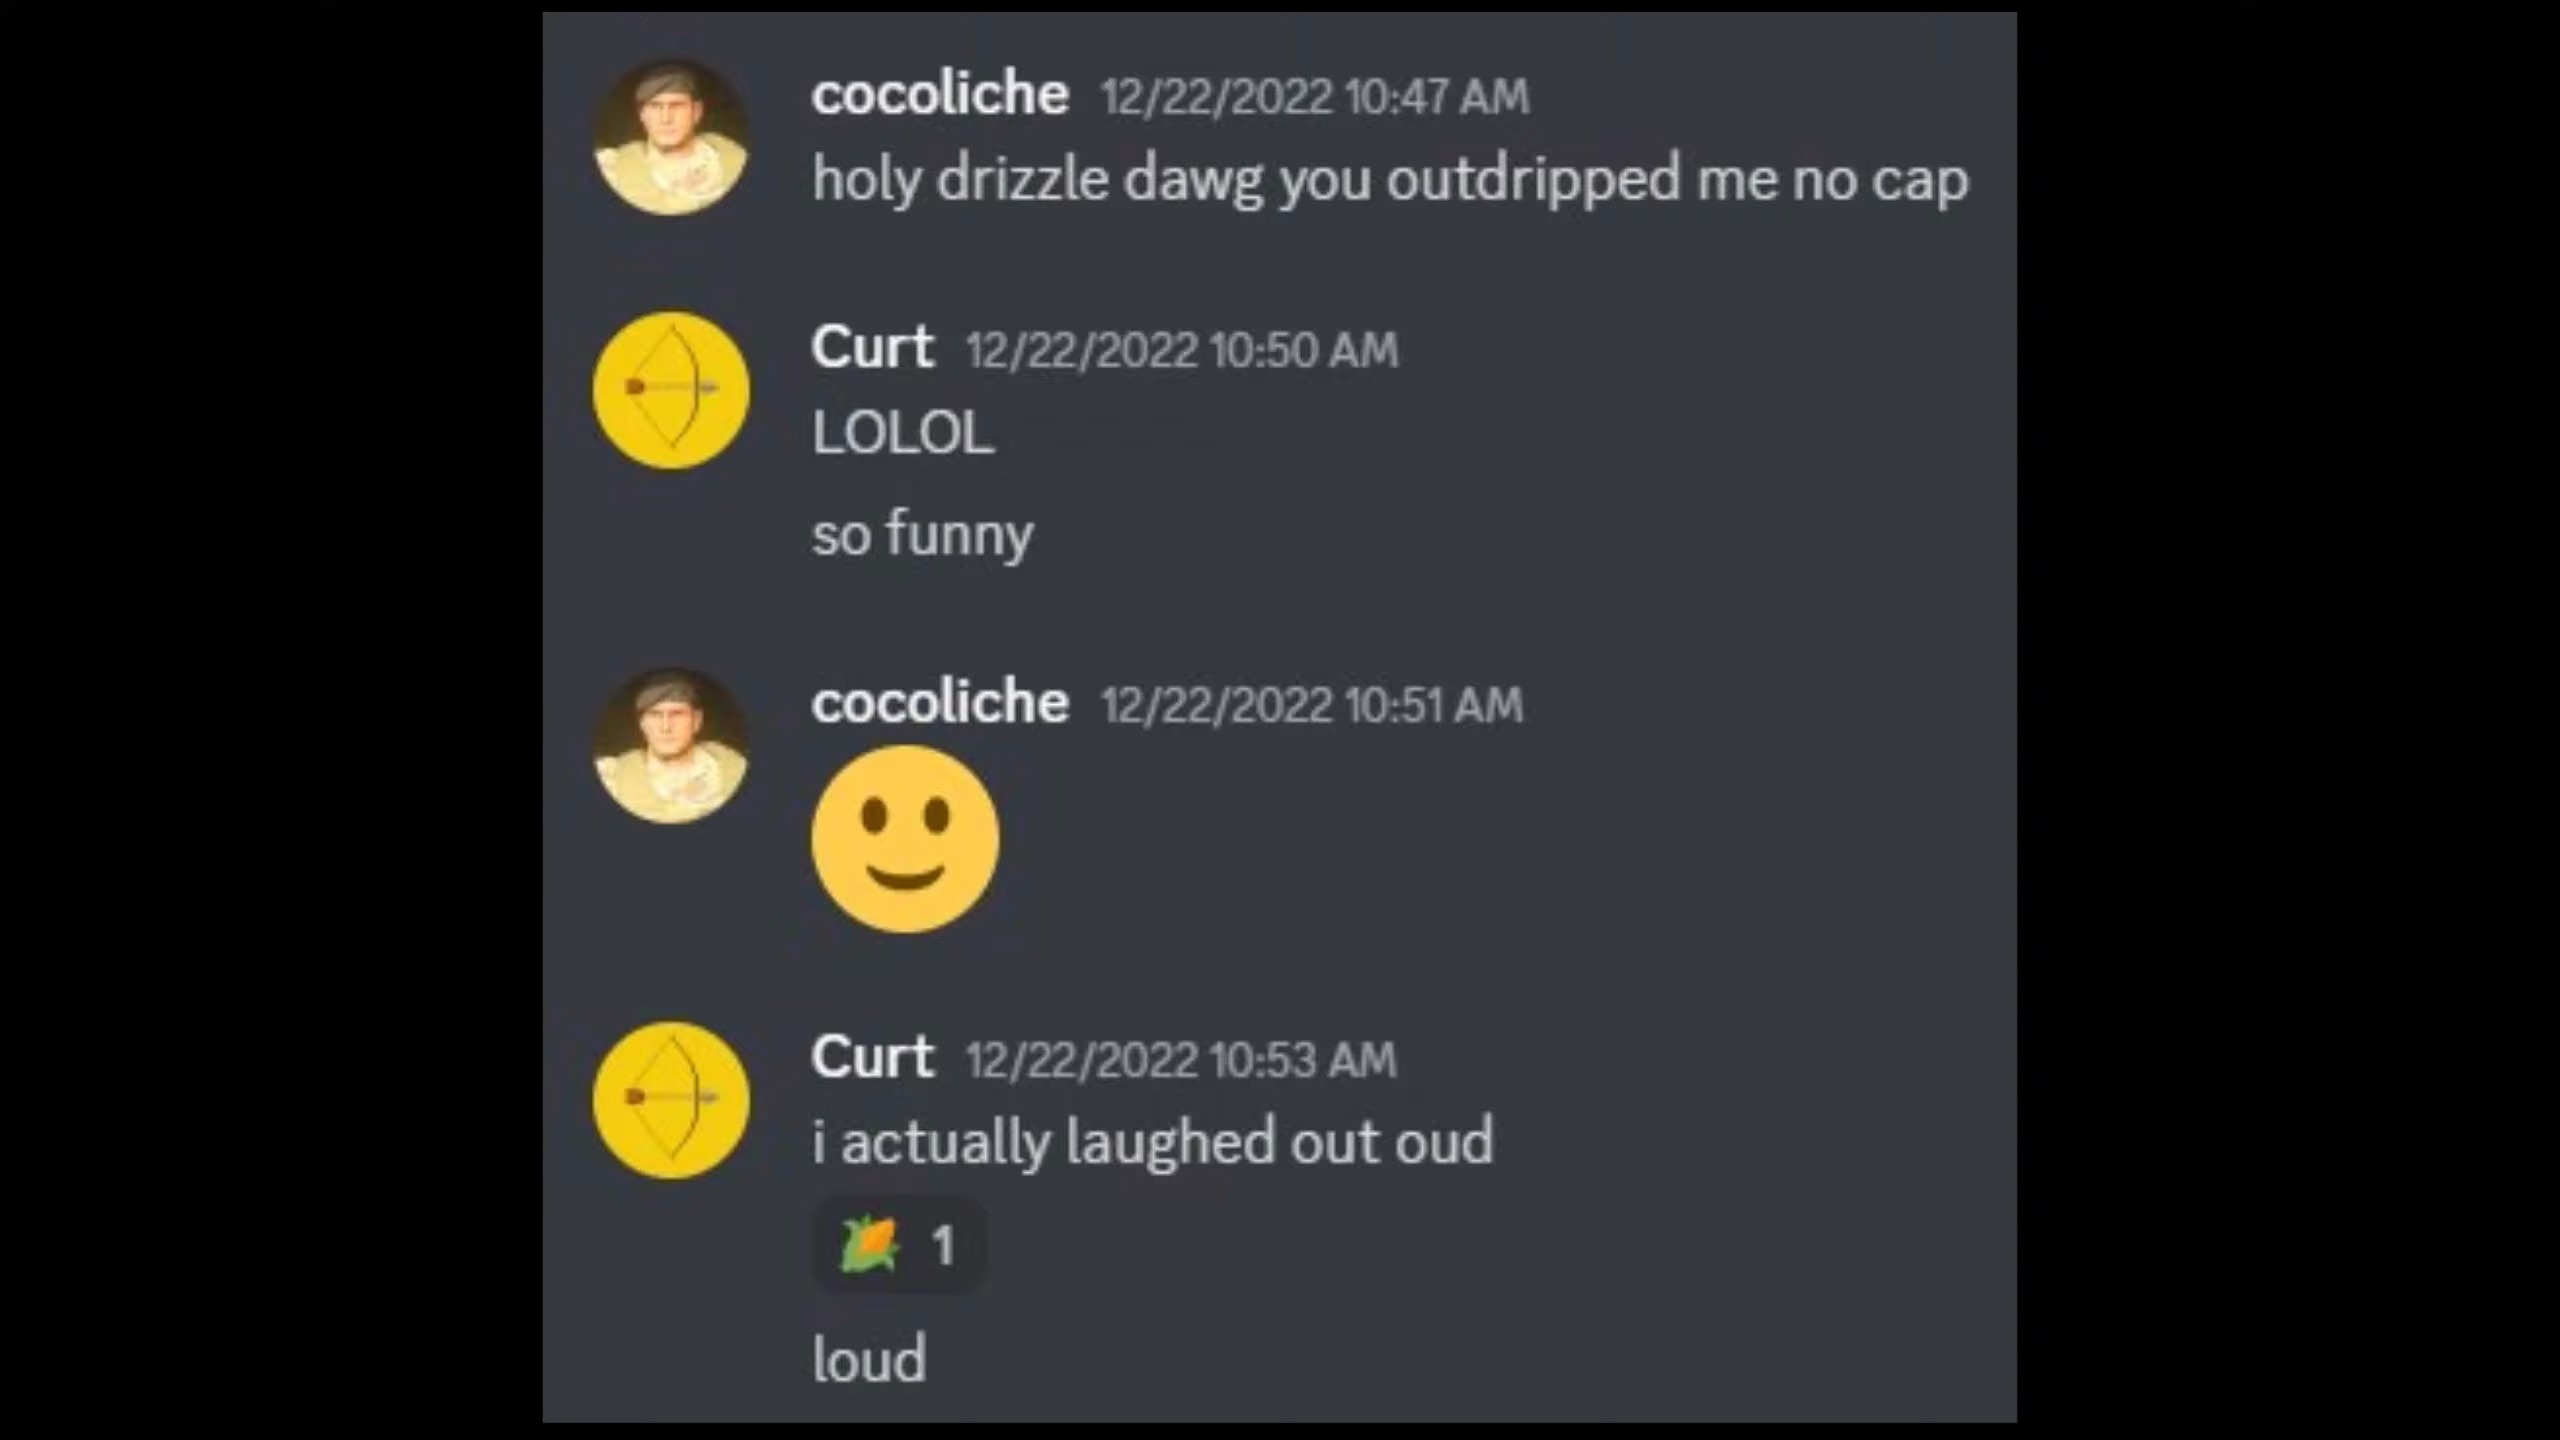 cocoliche 12/22/2022 10:47 AM
holy drizzle dawg you outdripped me no cap
Curt 12/22/2022 10:50 AM
LOLOL
so funny
cocoliche 12/22/2022 10:51 AM
Curt 12/22/2022 10:53 AM
i actually laughed out oud
1
loud